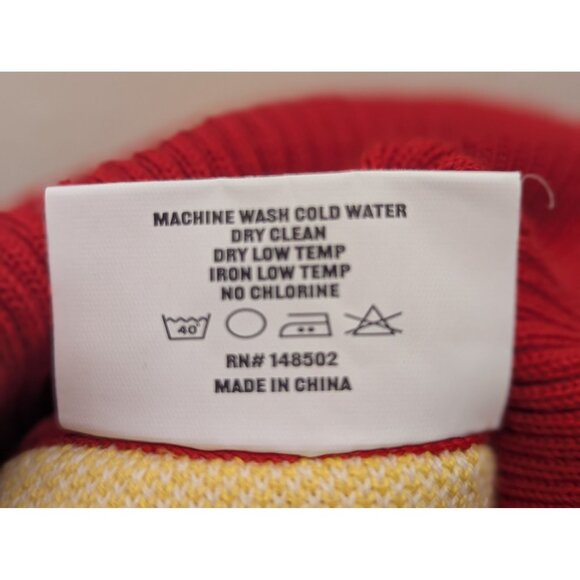 MACHINE WASH COLD WATER
DRY CLEAN
DRY LOW TEMP
IRON LOW TEMP
NO CHLORINE
40°
RN# 148502
MADE IN CHINA